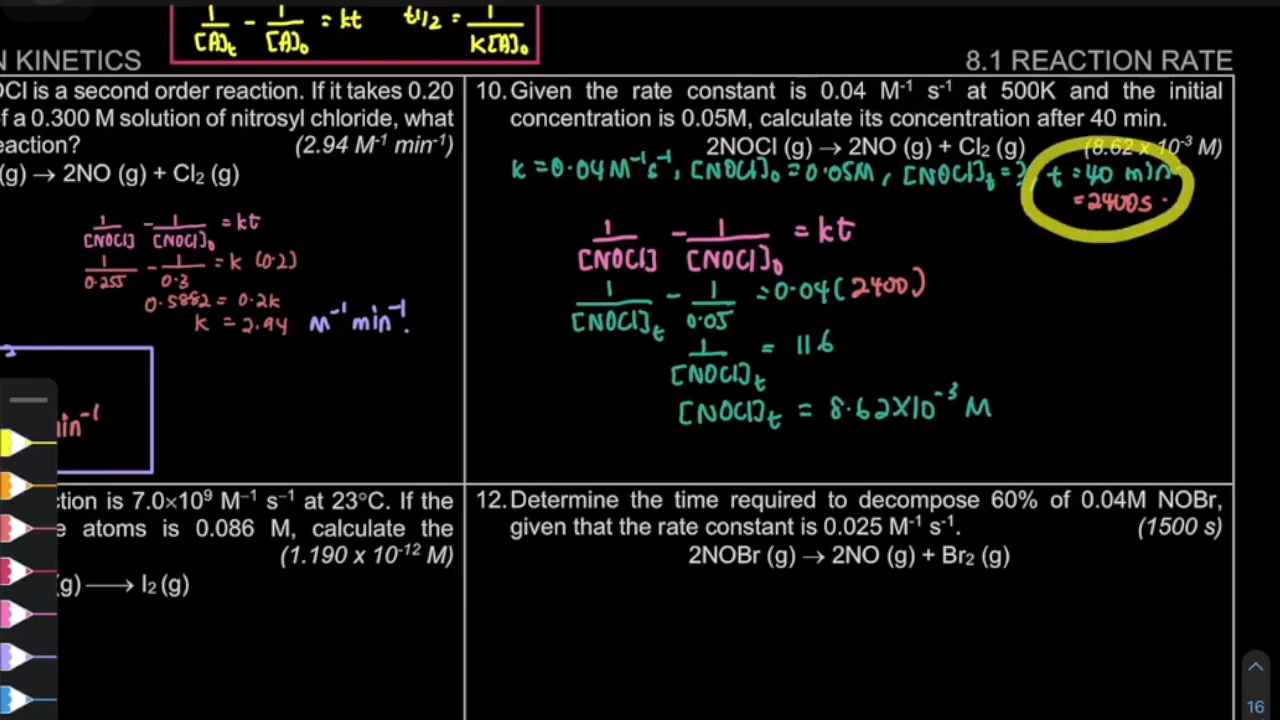 1/[A]t - 1/[A]0 = kt t1/2 = 1/K[A]0
N KINETICS
8.1 REACTION RATE
OCl is a second order reaction. If it takes 0.20
f a 0.300 M solution of nitrosyl chloride, what
eaction? (2.94 M⁻¹ min⁻¹)
(g) → 2NO (g) + Cl₂ (g)
1/[NOCl] - 1/[NOCl]0 = kt
1/0.255 - 1/0.3 = k (0.2)
0.5882 = 0.2k
k = 2.94 M⁻¹ min⁻¹.
in⁻¹
10. Given the rate constant is 0.04 M⁻¹ s⁻¹ at 500K and the initial
concentration is 0.05M, calculate its concentration after 40 min.
2NOCl (g) → 2NO (g) + Cl₂ (g) (8.62 x 10⁻³ M)
k = 0.04 M⁻¹s⁻¹, [NOCl]0 = 0.05M, [NOCl]t = ?, t = 40 min
= 2400s.
1/[NOCl] - 1/[NOCl]0 = kt
1/[NOCl]t - 1/0.05 = 0.04(2400)
1/[NOCl]t = 116
[NOCl]t = 8.62X10⁻³ M
ction is 7.0×10⁹ M⁻¹ s⁻¹ at 23°C. If the
e atoms is 0.086 M, calculate the
(1.190 x 10⁻¹² M)
(g) ⟶ I₂ (g)
12. Determine the time required to decompose 60% of 0.04M NOBr,
given that the rate constant is 0.025 M⁻¹ s⁻¹. (1500 s)
2NOBr (g) → 2NO (g) + Br₂ (g)
16